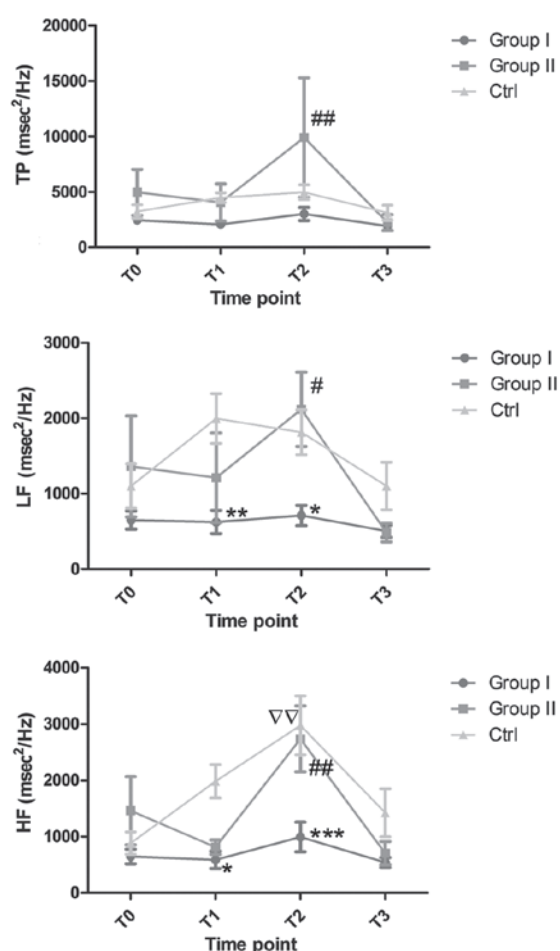 TP (msec²/Hz)
20000
15000
10000
5000
0
##
T0
T1
T2
T3
Time point
Group I
Group II
Ctrl
LF (msec²/Hz)
3000
2000
1000
0
#
**
*
T0
T1
T2
T3
Time point
Group I
Group II
Ctrl
HF (msec²/Hz)
4000
3000
2000
1000
0
∇∇
##
***
*
T0
T1
T2
T3
Time point
Group I
Group II
Ctrl